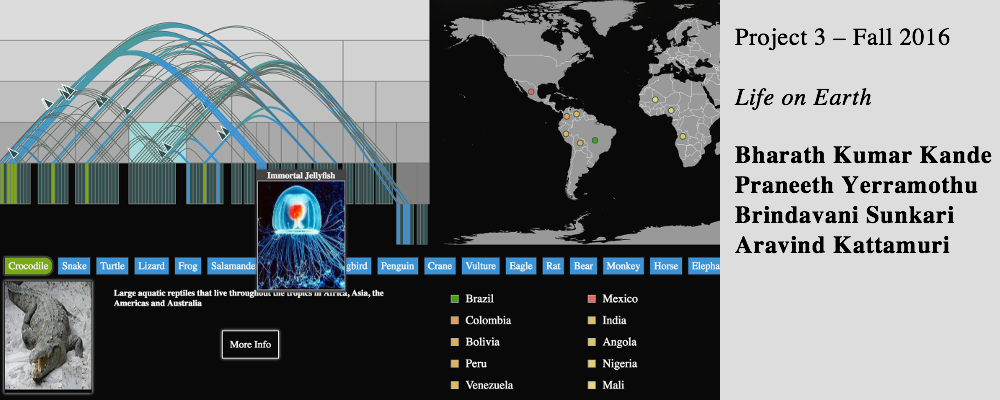 Project 3 – Fall 2016
Life on Earth
Bharath Kumar Kande
Praneeth Yerramothu
Brindavani Sunkari
Aravind Kattamuri
Immortal Jellyfish
Crocodile Snake Turtle Lizard Frog Salamande gbird Penguin Crane Vulture Eagle Rat Bear Monkey Horse Elepha
Large aquatic reptiles that live throughout the tropics in Africa, Asia, the
Americas and Australia
More Info
Brazil Mexico
Colombia India
Bolivia Angola
Peru Nigeria
Venezuela Mali